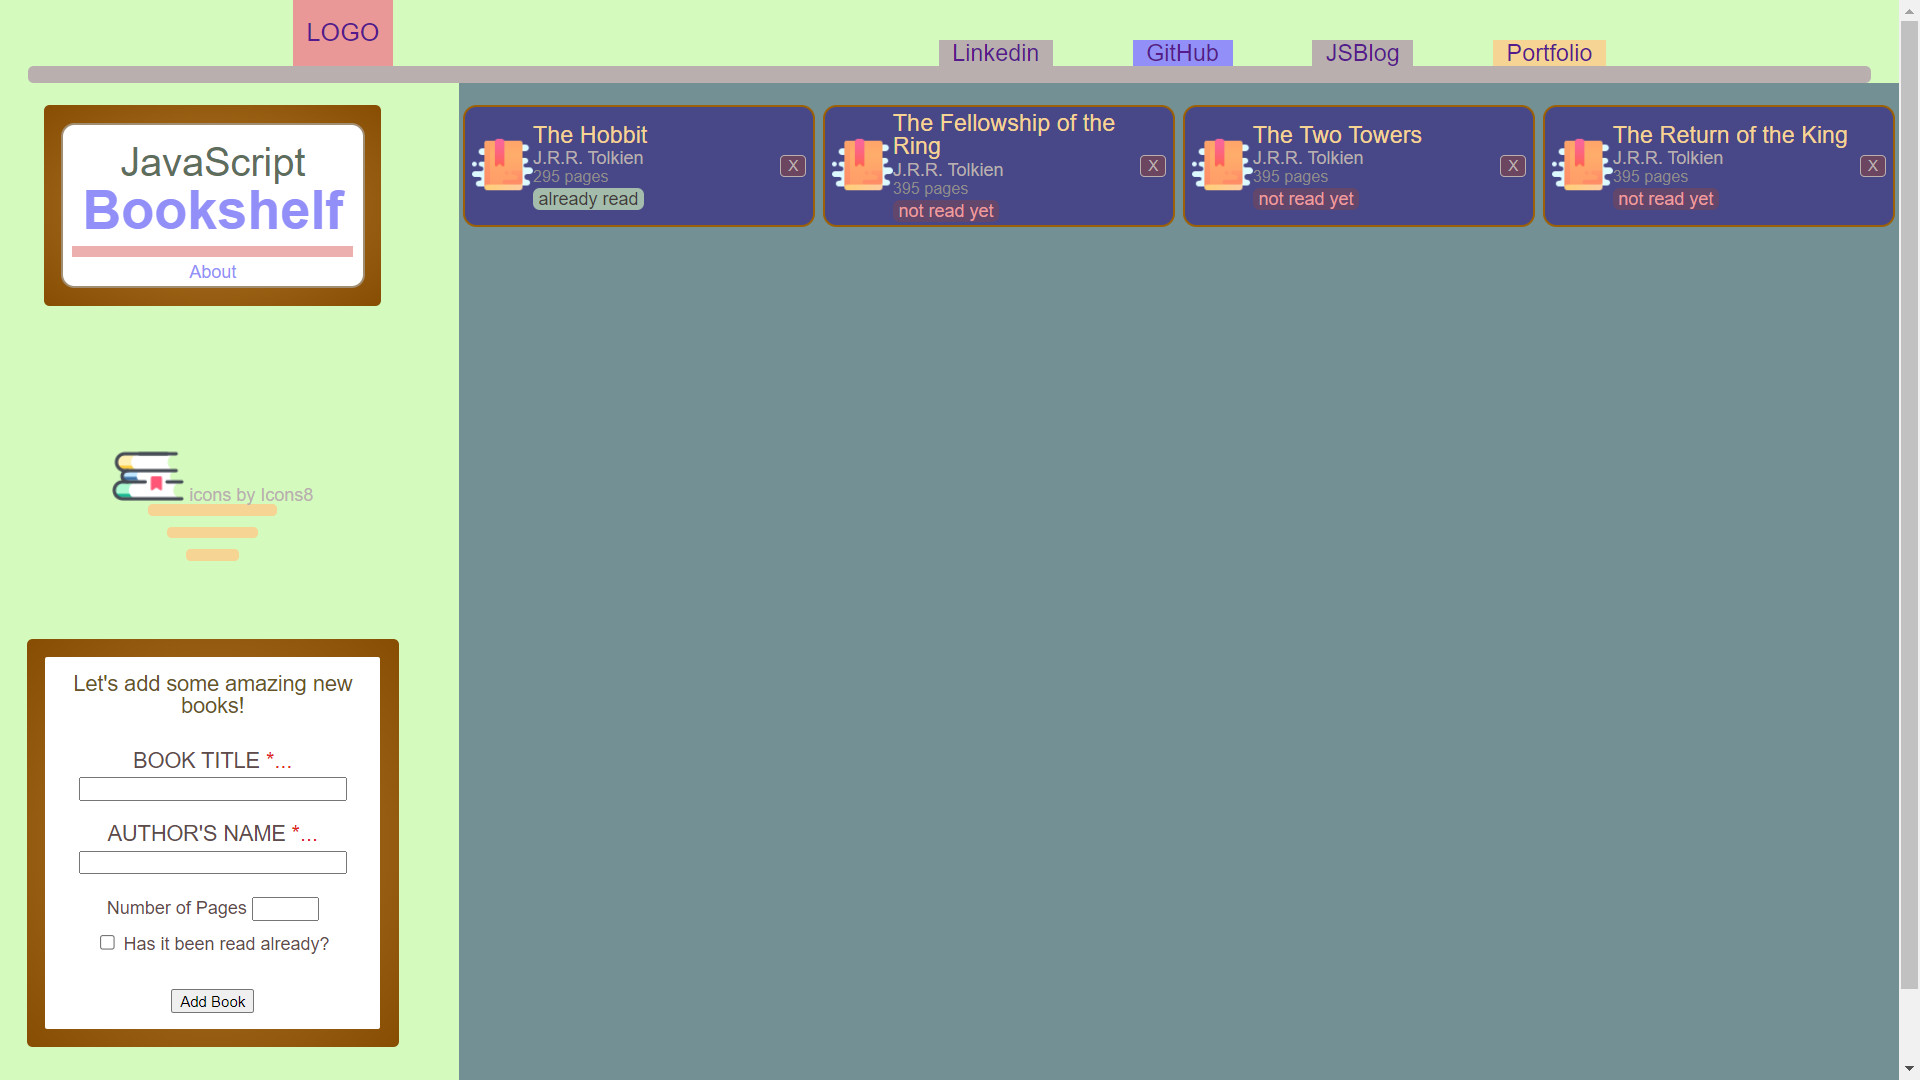 LOGO
Linkedin
GitHub
JSBlog
Portfolio
JavaScript
Bookshelf
About
icons by Icons8
Let's add some amazing new
books!
BOOK TITLE *...
AUTHOR'S NAME *...
Number of Pages
Has it been read already?
Add Book
The Hobbit
J.R.R. Tolkien
295 pages
already read
X
The Fellowship of the
Ring
J.R.R. Tolkien
395 pages
not read yet
X
The Two Towers
J.R.R. Tolkien
395 pages
not read yet
X
The Return of the King
J.R.R. Tolkien
395 pages
not read yet
X